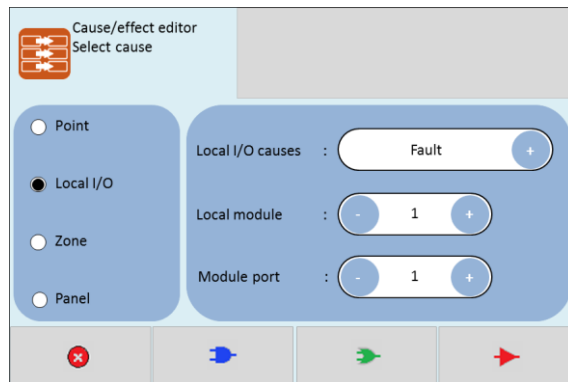 Cause/effect editor
Select cause
Point
Local I/O
Zone
Panel
Local I/O causes : Fault +
Local module : - 1 +
Module port : - 1 +